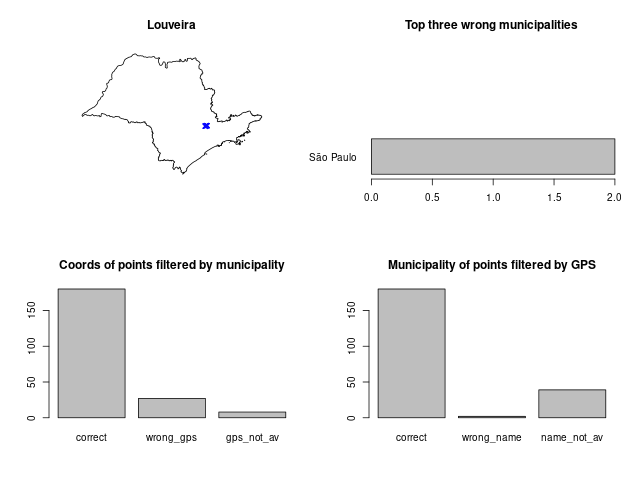 Louveira
Top three wrong municipalities
São Paulo
0.0 0.5 1.0 1.5 2.0
Coords of points filtered by municipality
150
100
50
0
correct wrong_gps gps_not_av
Municipality of points filtered by GPS
150
100
50
0
correct wrong_name name_not_av